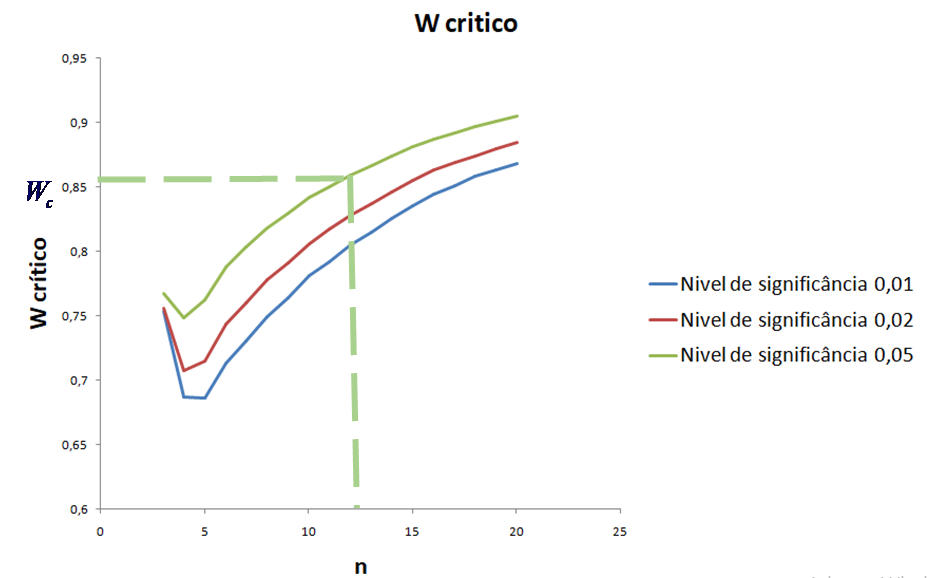 W critico
0,95
0,9
0,85
0,8
0,75
0,7
0,65
0,6
Wc
W crítico
0
5
10
15
20
25
n
Nivel de significância 0,01
Nivel de significância 0,02
Nivel de significância 0,05